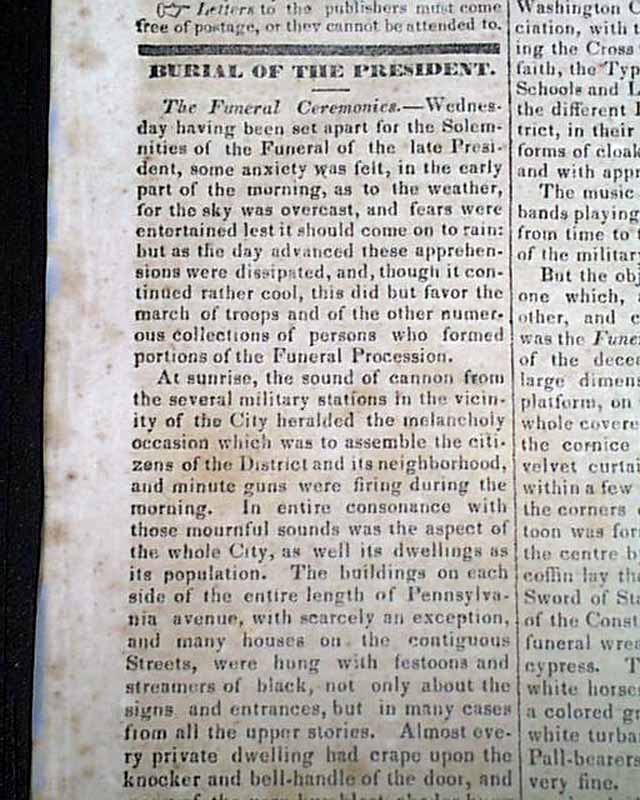 Letters to the publishers must come
free of postage, or they cannot be attended to.
BURIAL OF THE PRESIDENT.
The Funeral Ceremonies.—Wednes-
day having been set apart for the Solem-
nities of the Funeral of the late Presi-
dent, some anxiety was felt, in the early
part of the morning, as to the weather,
for the sky was overcast, and fears were
entertained lest it should come on to rain:
but as the day advanced these apprehen-
sions were dissipated, and, though it con-
tinued rather cool, this did but favor the
march of troops and of the other numer-
ous collections of persons who formed
portions of the Funeral Procession.
At sunrise, the sound of cannon from
the several military stations in the vicin-
ity of the City heralded the melancholy
occasion which was to assemble the citi-
zens of the District and its neighborhood,
and minute guns were firing during the
morning. In entire consonance with
those mournful sounds was the aspect of
the whole City, as well its dwellings as
its population. The buildings on each
side of the entire length of Pennsylva-
nia avenue, with scarcely an exception,
and many houses on the contiguous
Streets, were hung with festoons and
streamers of black, not only about the
signs and entrances, but in many cases
from all the upper stories. Almost eve-
ry private dwelling had crape upon the
knocker and bell-handle of the door, and
Washington C
ciation, with t
ing the Cross
faith, the Typ
Schools and L
the different
trict, in their
forms of cloak
and with appr
The music
bands playing
from time to t
of the military
But the obj
one which,
other, and c
was the Fune
of the decea
large dimen
platform, on
whole covere
the cornice
velvet curtai
within a few
the corners
toon was for
the centre b
coffin lay th
Sword of Sta
of the Const
funeral wrea
cypress. T
white horses
a colored gr
white turba
Pall-bearers
very fine.